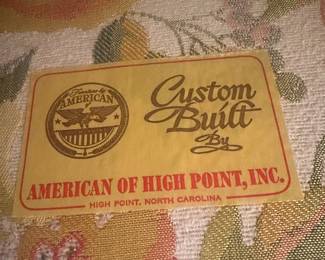 Furniture by
AMERICAN
Custom
Built
By
AMERICAN OF HIGH POINT, INC.
HIGH POINT, NORTH CAROLINA